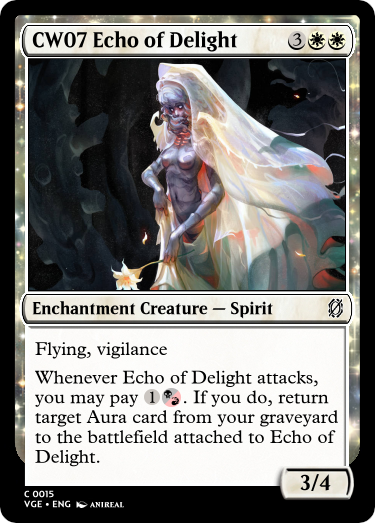 CW07 Echo of Delight 3
Enchantment Creature — Spirit
Flying, vigilance
Whenever Echo of Delight attacks,
you may pay 1 . If you do, return
target Aura card from your graveyard
to the battlefield attached to Echo of
Delight.
3/4
C 0015
VGE • ENG ANIREAL